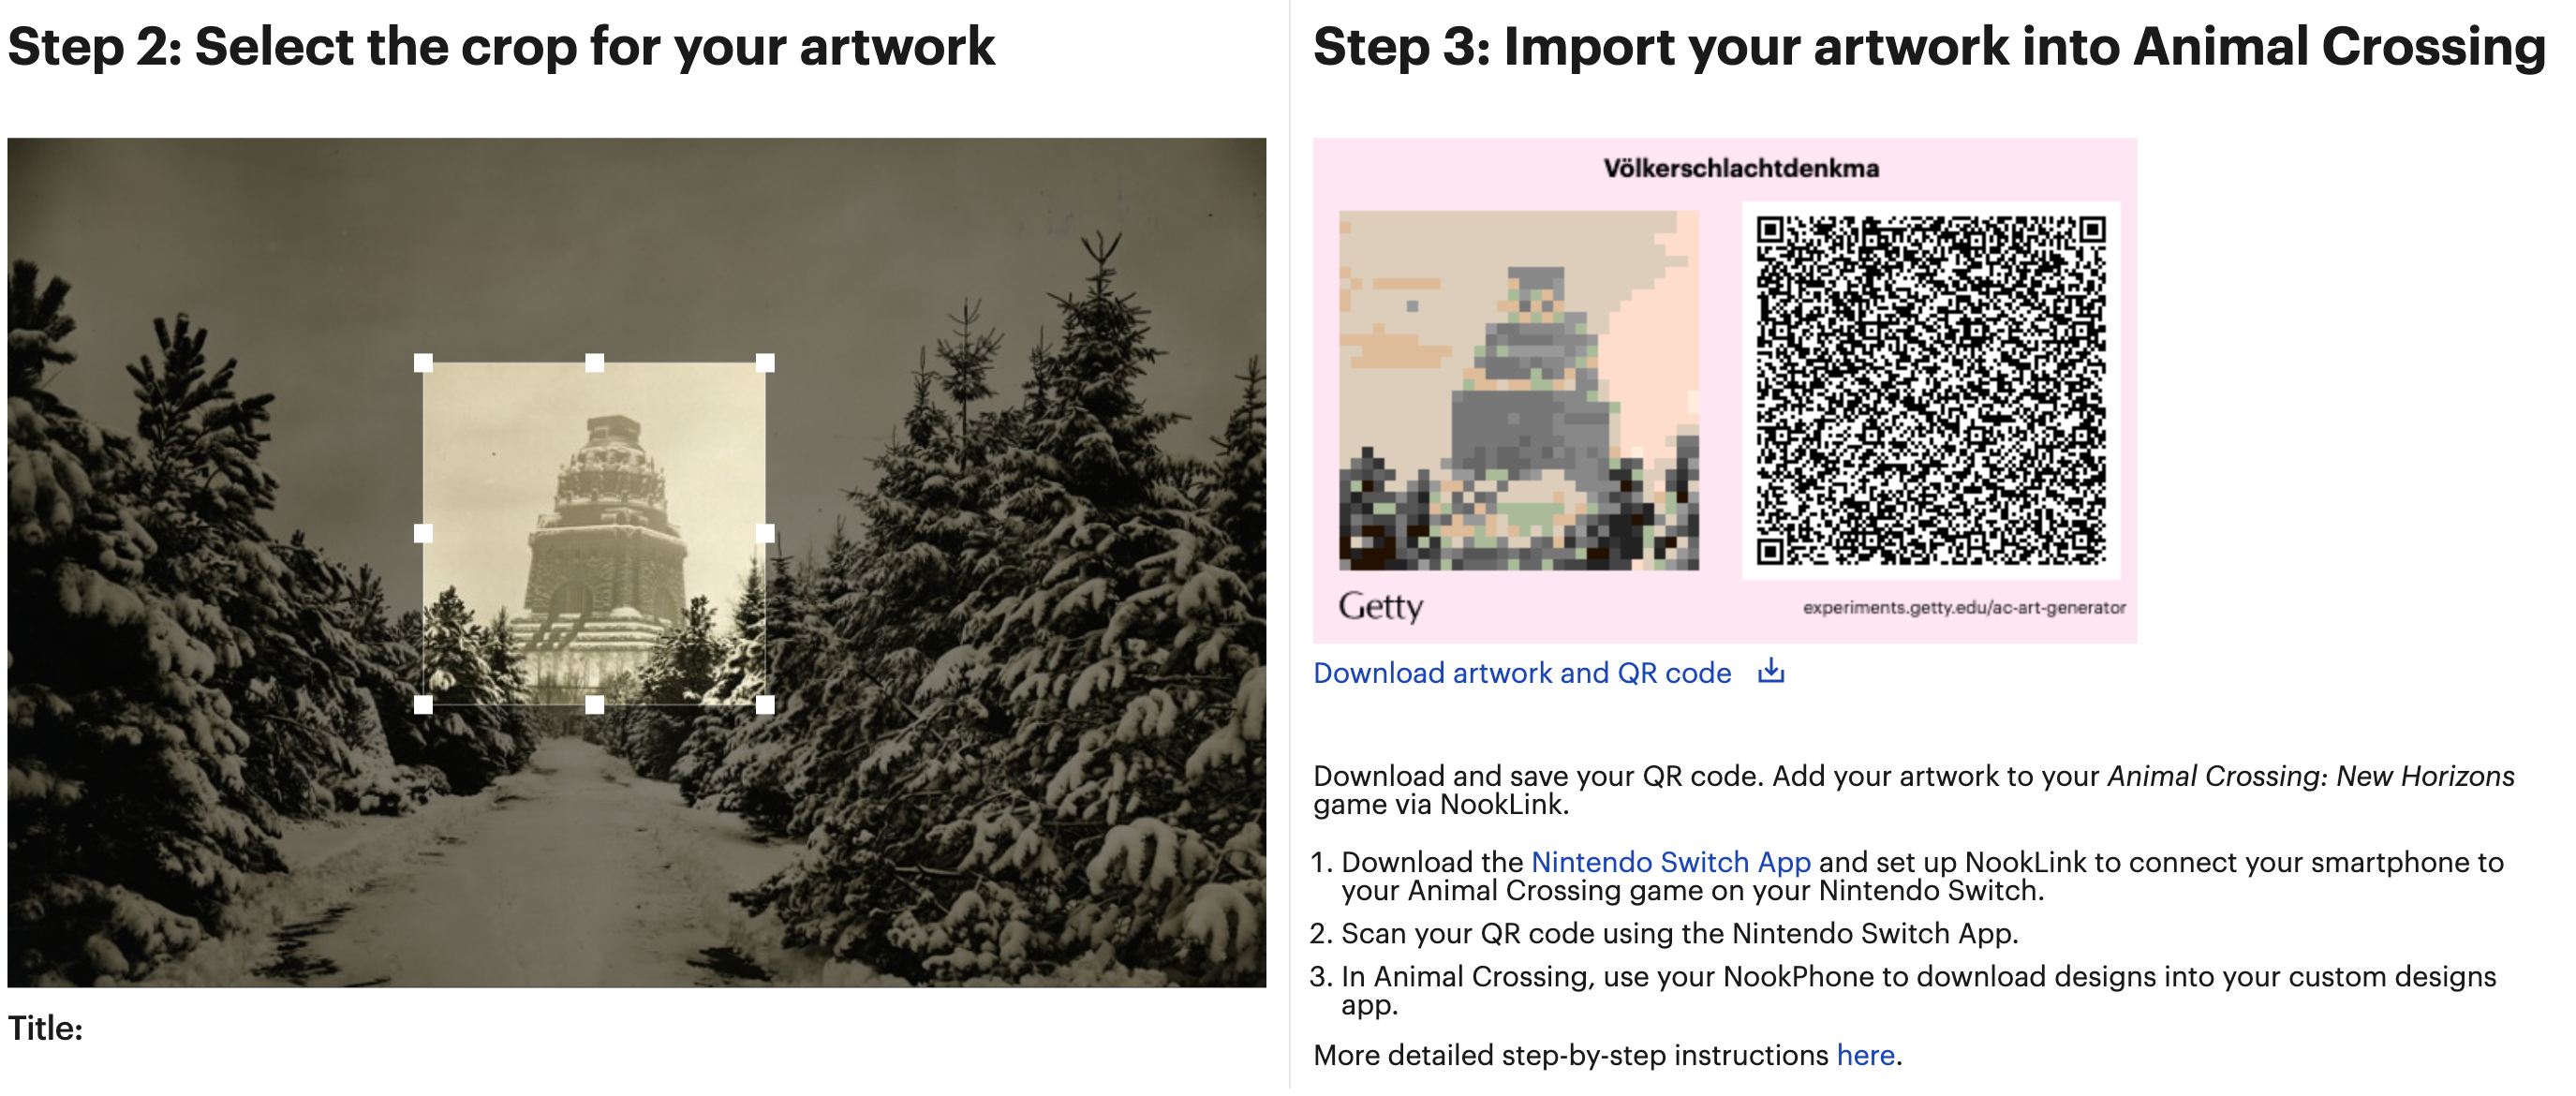 Step 2: Select the crop for your artwork
Title:
Step 3: Import your artwork into Animal Crossing
Völkerschlachtdenkma
Getty
experiments.getty.edu/ac-art-generator
Download artwork and QR code
Download and save your QR code. Add your artwork to your Animal Crossing: New Horizons
game via NookLink.
1. Download the Nintendo Switch App and set up NookLink to connect your smartphone to
your Animal Crossing game on your Nintendo Switch.
2. Scan your QR code using the Nintendo Switch App.
3. In Animal Crossing, use your NookPhone to download designs into your custom designs
app.
More detailed step-by-step instructions here.